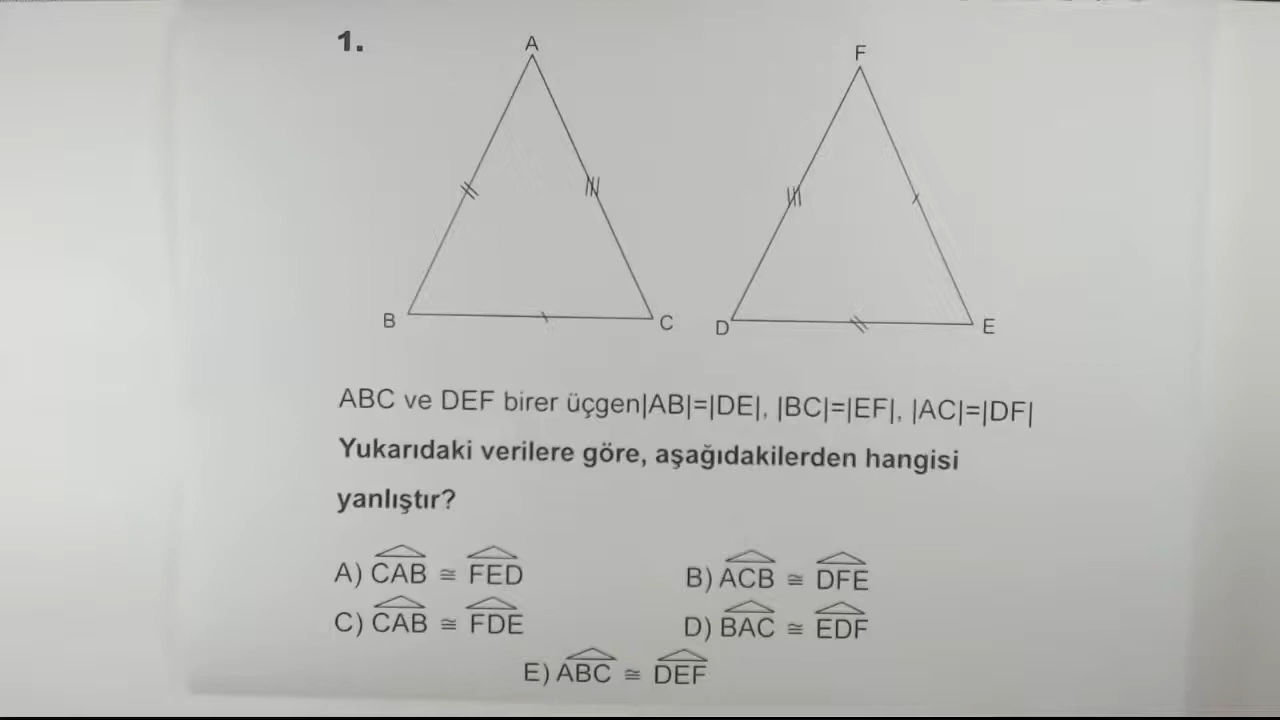 1.
A
F
B
C
D
E
ABC ve DEF birer üçgen|AB|=|DE|, |BC|=|EF|, |AC|=|DF|
Yukarıdaki verilere göre, aşağıdakilerden hangisi
yanlıştır?
A) CAB ≅ FED B) ACB ≅ DFE
C) CAB ≅ FDE D) BAC ≅ EDF
E) ABC ≅ DEF